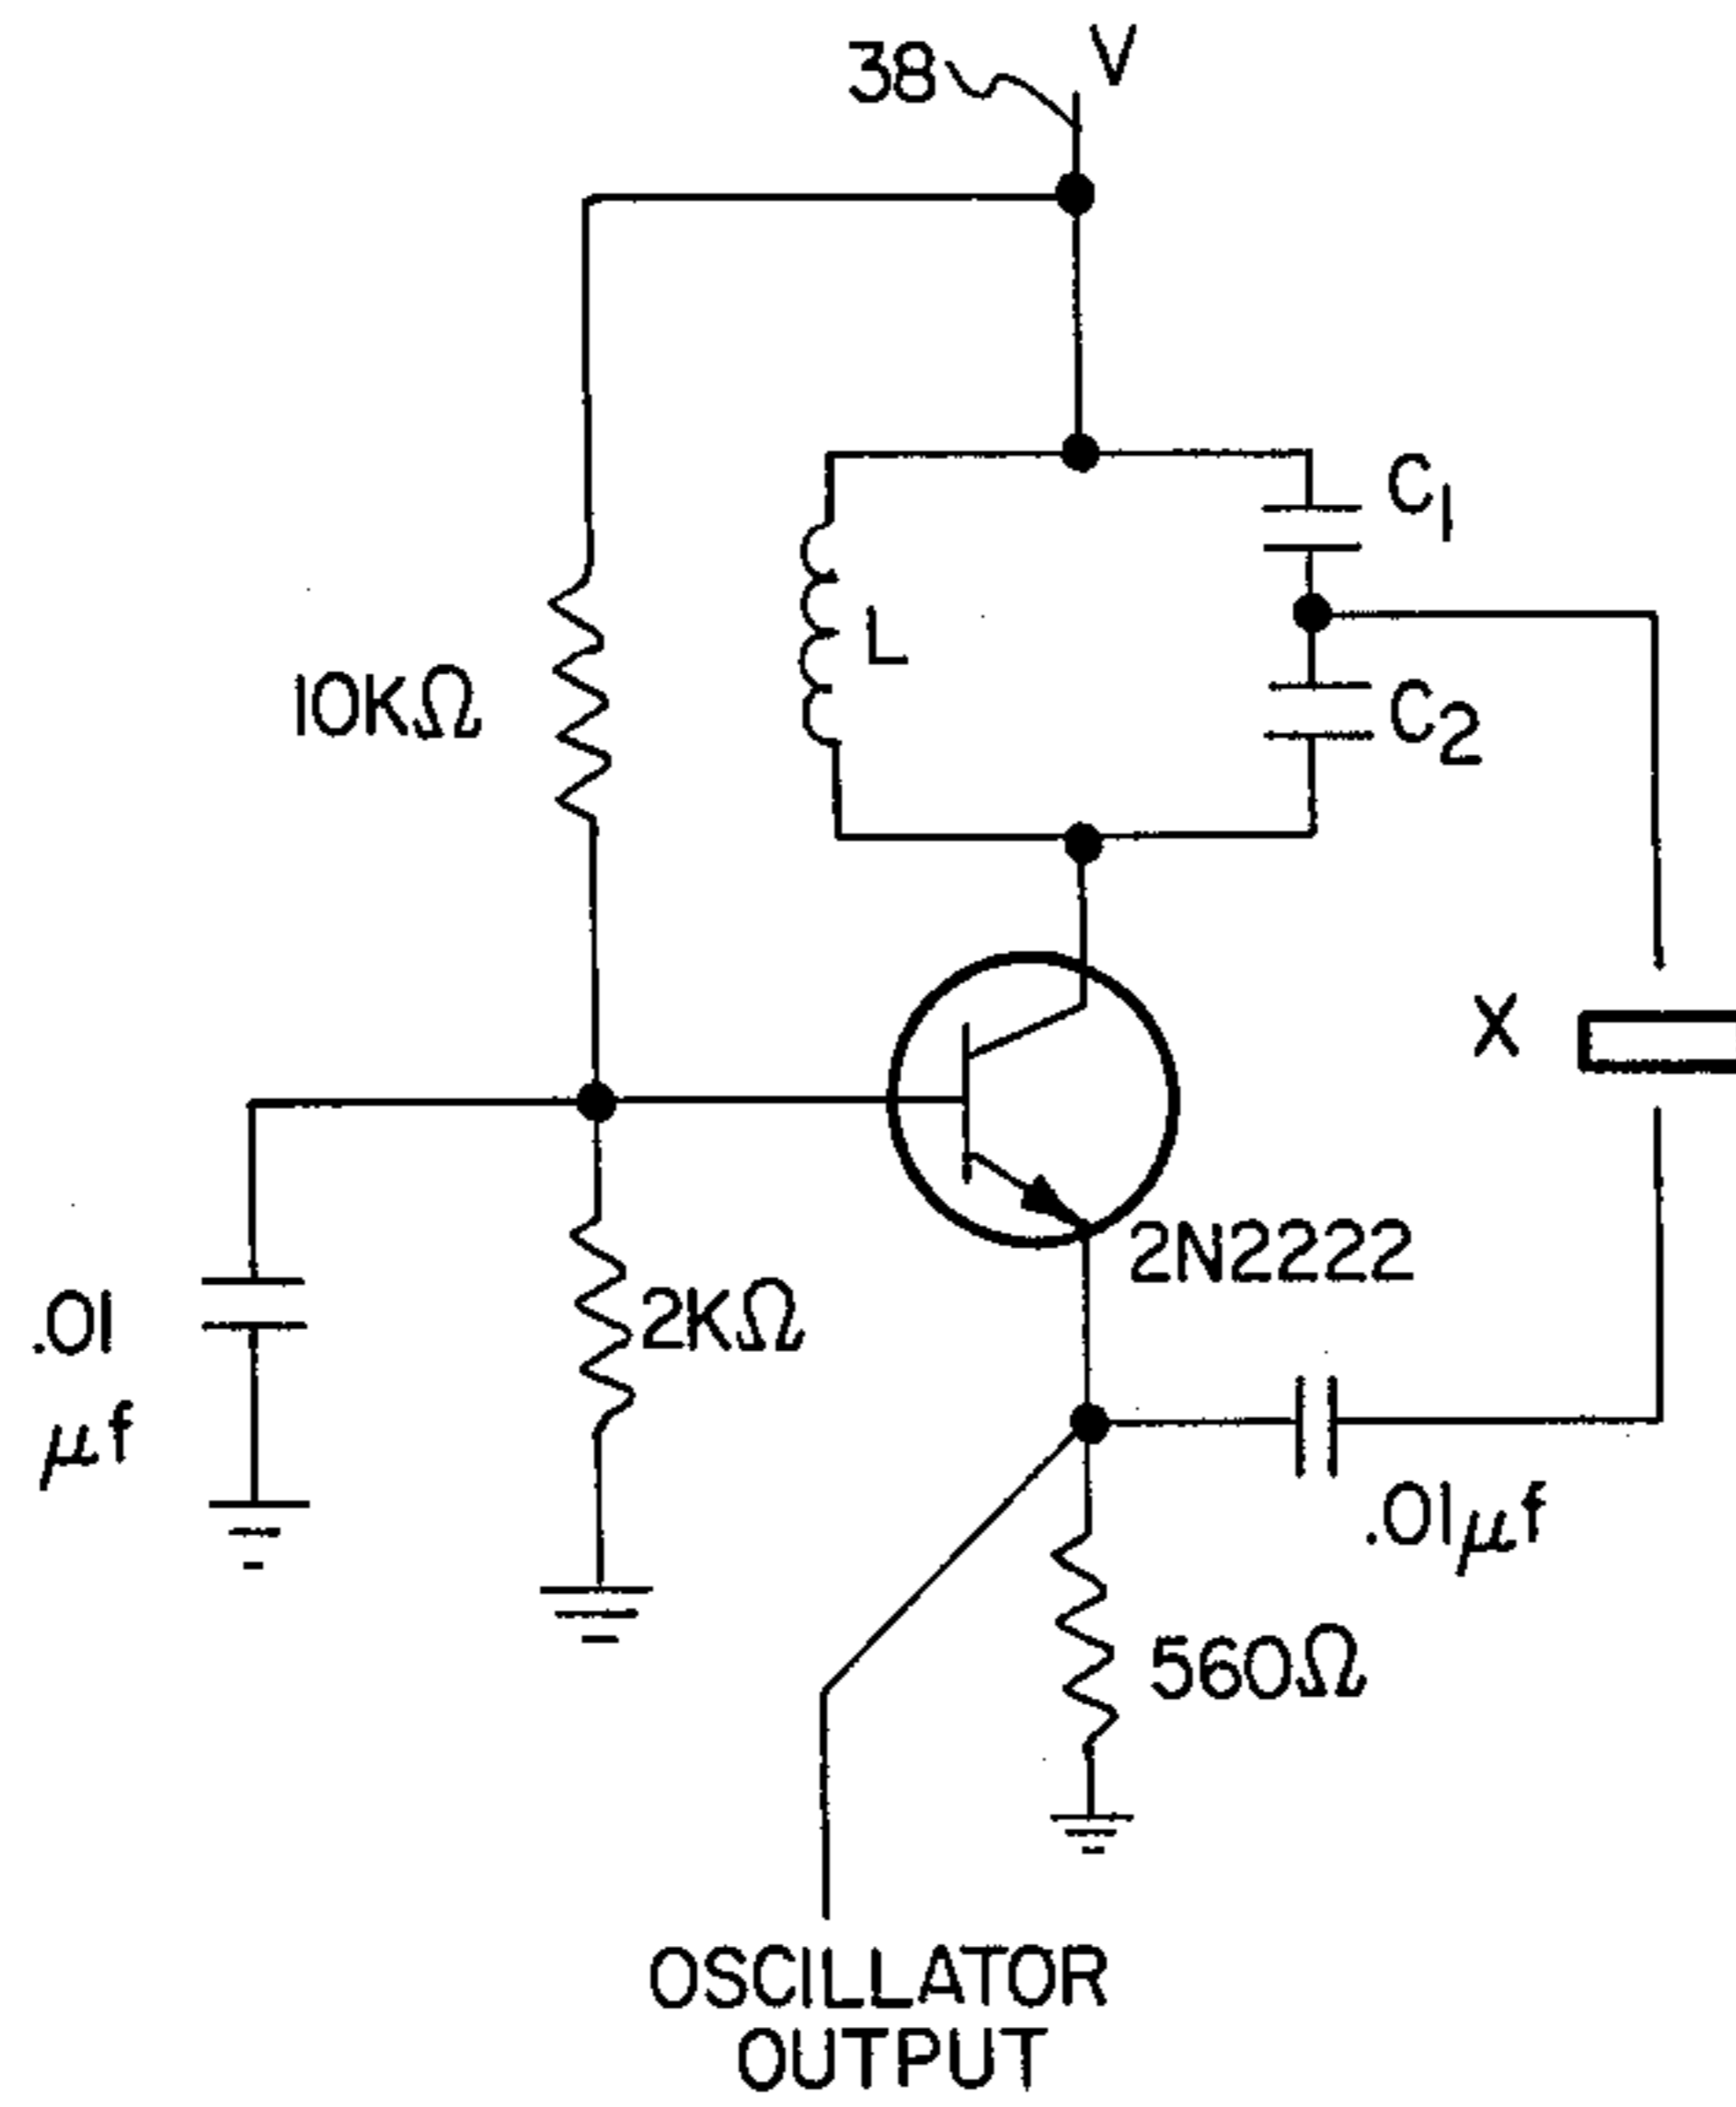 38
V
C1
L
10KΩ
C2
X
2N2222
.01
μf
2KΩ
.01μf
560Ω
OSCILLATOR
OUTPUT